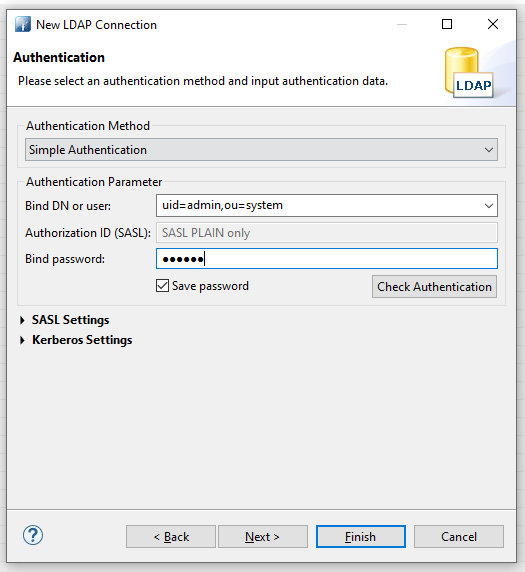 New LDAP Connection
Authentication
Please select an authentication method and input authentication data.
LDAP
Authentication Method
Simple Authentication
Authentication Parameter
Bind DN or user: uid=admin,ou=system
Authorization ID (SASL): SASL PLAIN only
Bind password: ●●●●●●
Save password Check Authentication
SASL Settings
Kerberos Settings
? < Back Next > Finish Cancel